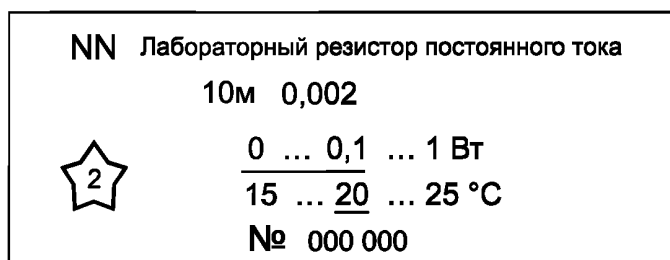 NN Лабораторный резистор постоянного тока
10м 0,002
0 ... 0,1 ... 1 Вт
2
15 ... 20 ... 25 °C
№ 000 000